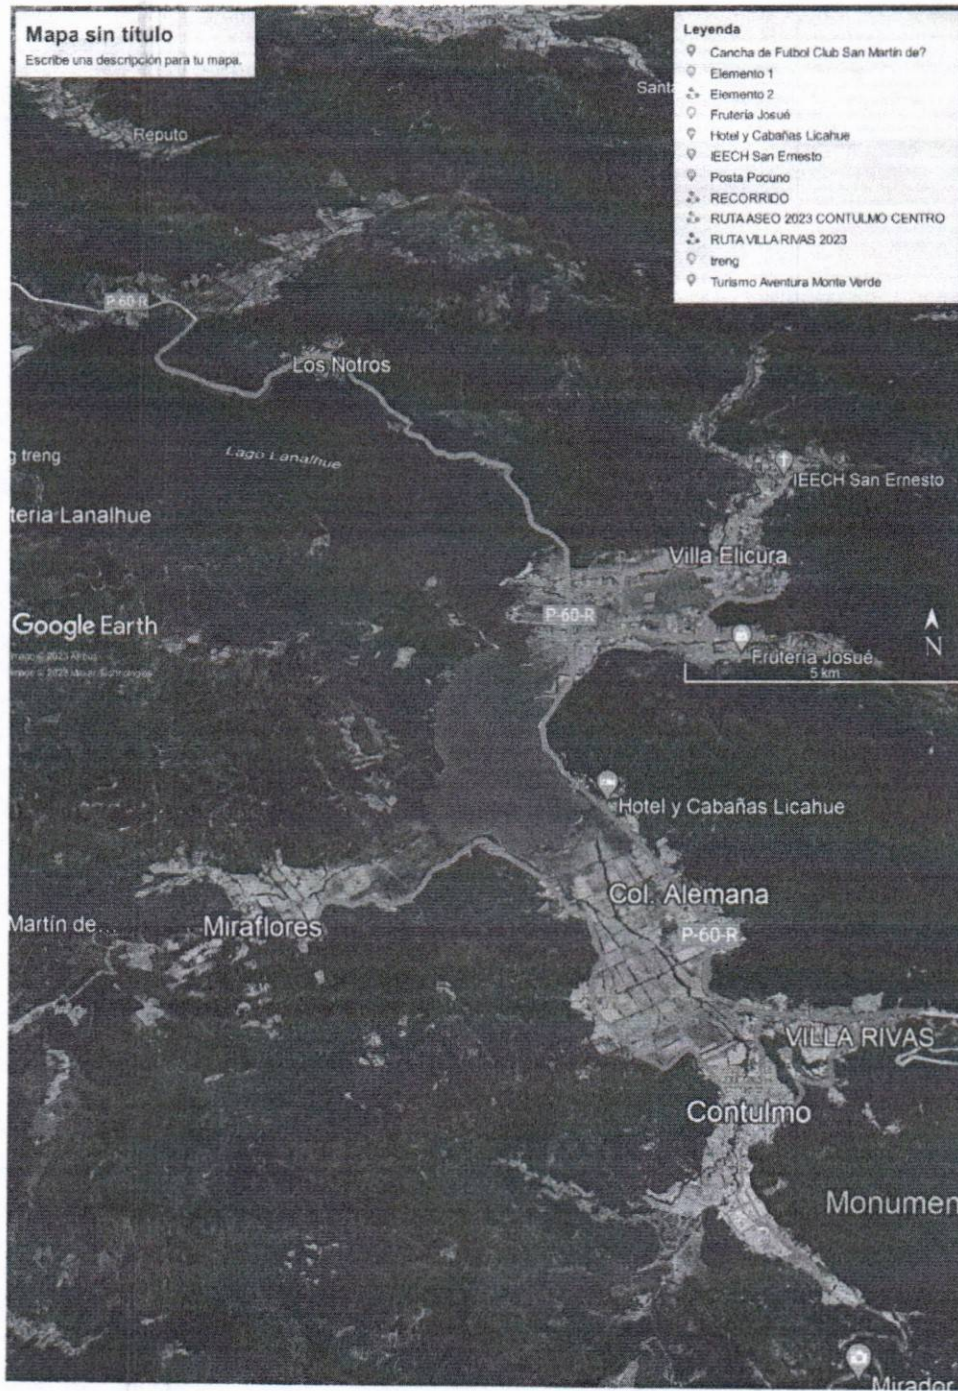 Mapa sin título
Escribe una descripción para tu mapa.
Leyenda
Cancha de Futbol Club San Martín de?
Elemento 1
Elemento 2
Frutería Josué
Hotel y Cabañas Licahue
IEECH San Ernesto
Posta Pocuno
RECORRIDO
RUTA ASEO 2023 CONTULMO CENTRO
RUTA VILLA RIVAS 2023
treng
Turismo Aventura Monte Verde
Santa
Reputo
P-60-R
Los Notros
Lago Lanalhue
g treng
IEECH San Ernesto
tería Lanalhue
Villa Elicura
P-60-R
Google Earth
N
Frutería Josué
5 km
Hotel y Cabañas Licahue
Col. Alemana
Martín de...
Miraflores
P-60-R
VILLA RIVAS
Contulmo
Monumen
Mirador